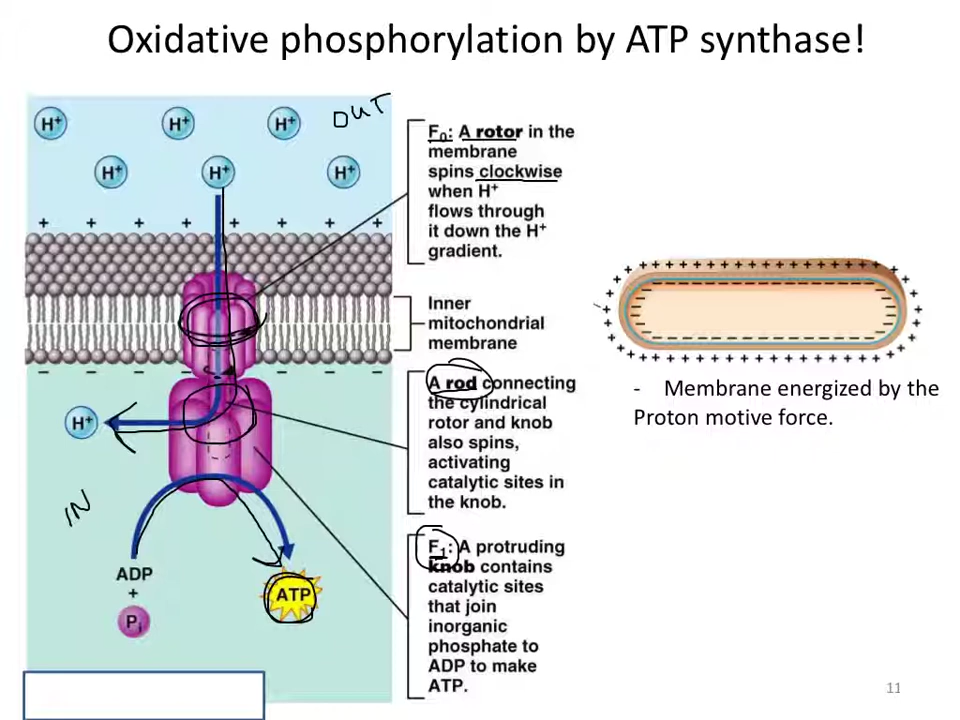 Oxidative phosphorylation by ATP synthase!
H+ H+ H+ OUT
H+ H+ H+
+ + + + + + + +
F0: A rotor in the
membrane
spins clockwise
when H+
flows through
it down the H+
gradient.
Inner
mitochondrial
membrane
A rod connecting
the cylindrical
rotor and knob
also spins,
activating
catalytic sites in
the knob.
H+
IN
F1: A protruding
knob contains
catalytic sites
that join
inorganic
phosphate to
ADP to make
ATP.
ADP
+
Pi
ATP
- Membrane energized by the
Proton motive force.
11